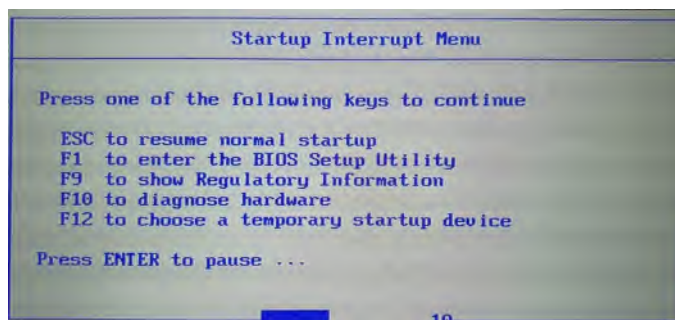 Startup Interrupt Menu
Press one of the following keys to continue
ESC to resume normal startup
F1 to enter the BIOS Setup Utility
F9 to show Regulatory Information
F10 to diagnose hardware
F12 to choose a temporary startup device
Press ENTER to pause ...
10